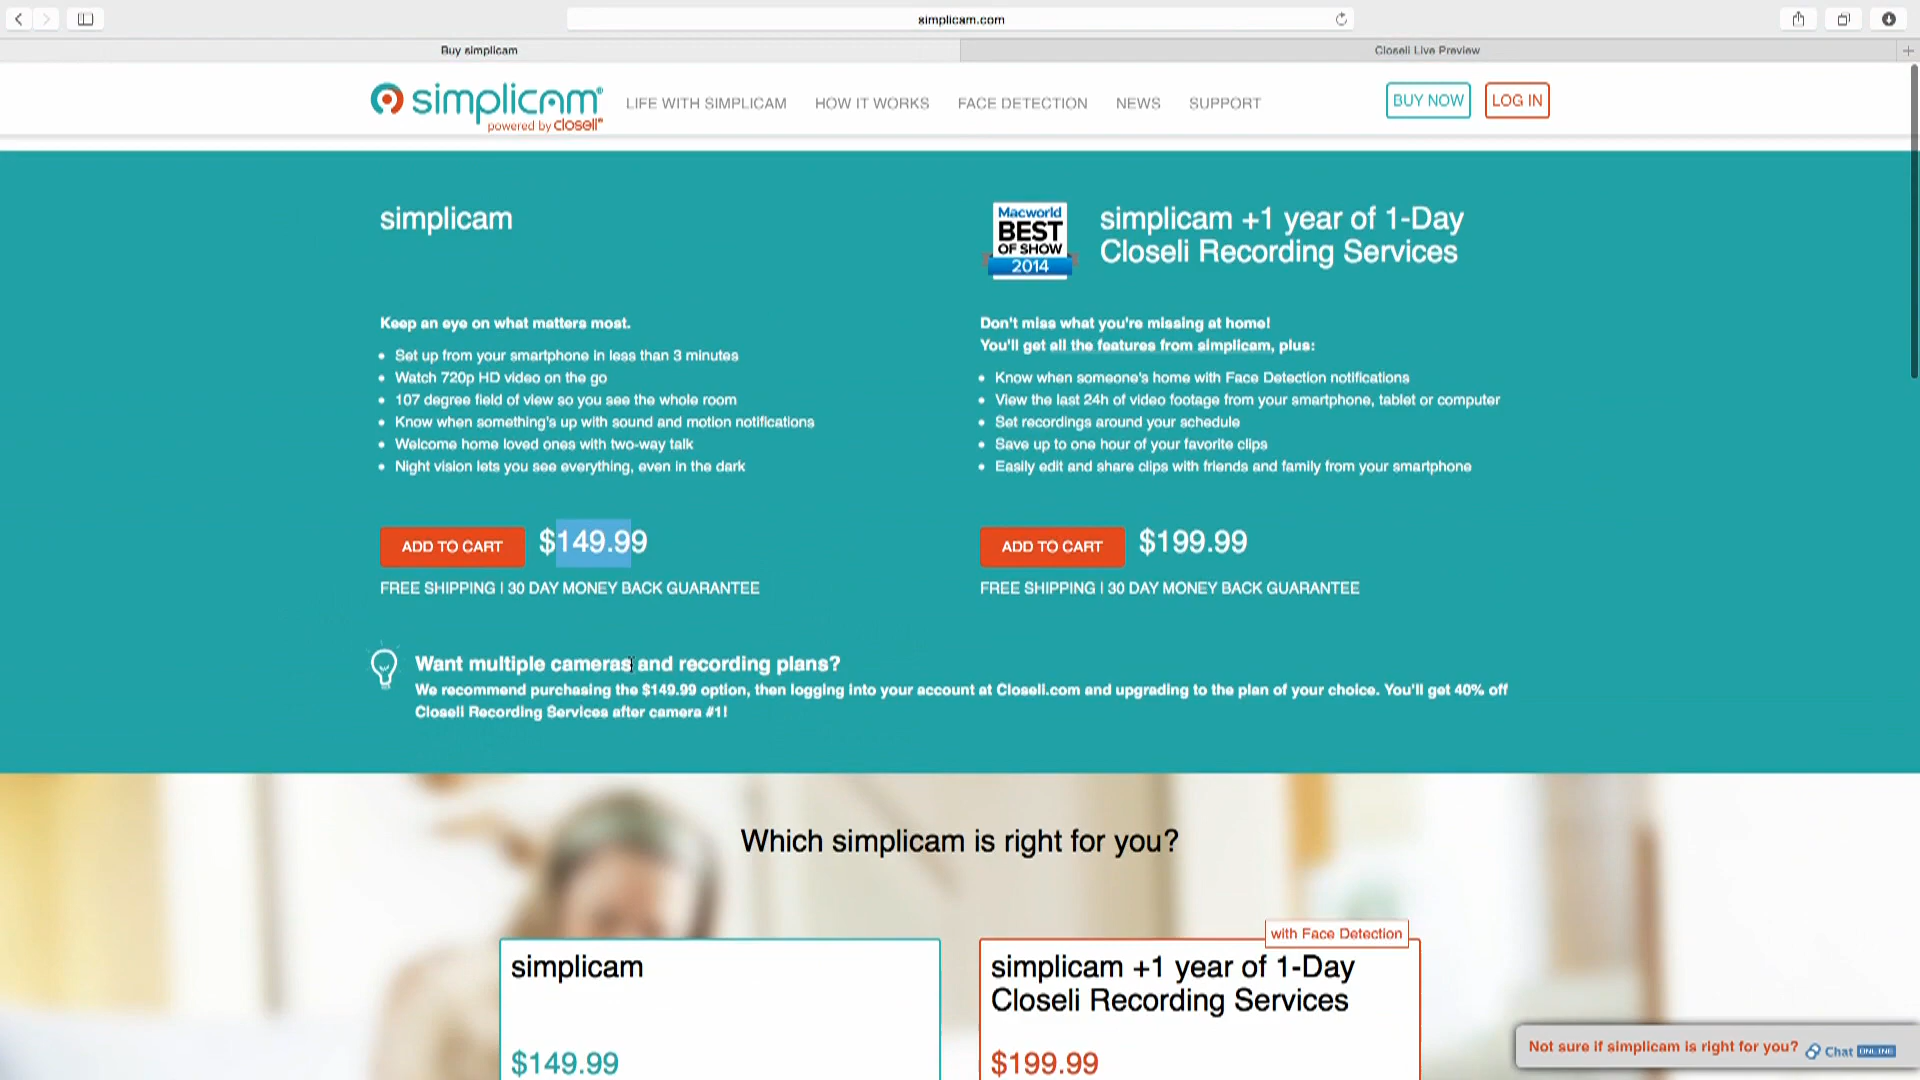 simplicam.com
Buy simplicam
Closeli Live Preview
simplicam®
powered by closeli®
LIFE WITH SIMPLICAM
HOW IT WORKS
FACE DETECTION
NEWS
SUPPORT
BUY NOW
LOG IN
simplicam
Keep an eye on what matters most.
• Set up from your smartphone in less than 3 minutes
• Watch 720p HD video on the go
• 107 degree field of view so you see the whole room
• Know when something's up with sound and motion notifications
• Welcome home loved ones with two-way talk
• Night vision lets you see everything, even in the dark
ADD TO CART
$149.99
FREE SHIPPING | 30 DAY MONEY BACK GUARANTEE
Macworld
BEST
OF SHOW
2014
simplicam +1 year of 1-Day
Closeli Recording Services
Don't miss what you're missing at home!
You'll get all the features from simplicam, plus:
• Know when someone's home with Face Detection notifications
• View the last 24h of video footage from your smartphone, tablet or computer
• Set recordings around your schedule
• Save up to one hour of your favorite clips
• Easily edit and share clips with friends and family from your smartphone
ADD TO CART
$199.99
FREE SHIPPING | 30 DAY MONEY BACK GUARANTEE
Want multiple cameras and recording plans?
We recommend purchasing the $149.99 option, then logging into your account at Closeli.com and upgrading to the plan of your choice. You'll get 40% off
Closeli Recording Services after camera #1!
Which simplicam is right for you?
simplicam
$149.99
with Face Detection
simplicam +1 year of 1-Day
Closeli Recording Services
$199.99
Not sure if simplicam is right for you?
Chat ONLINE